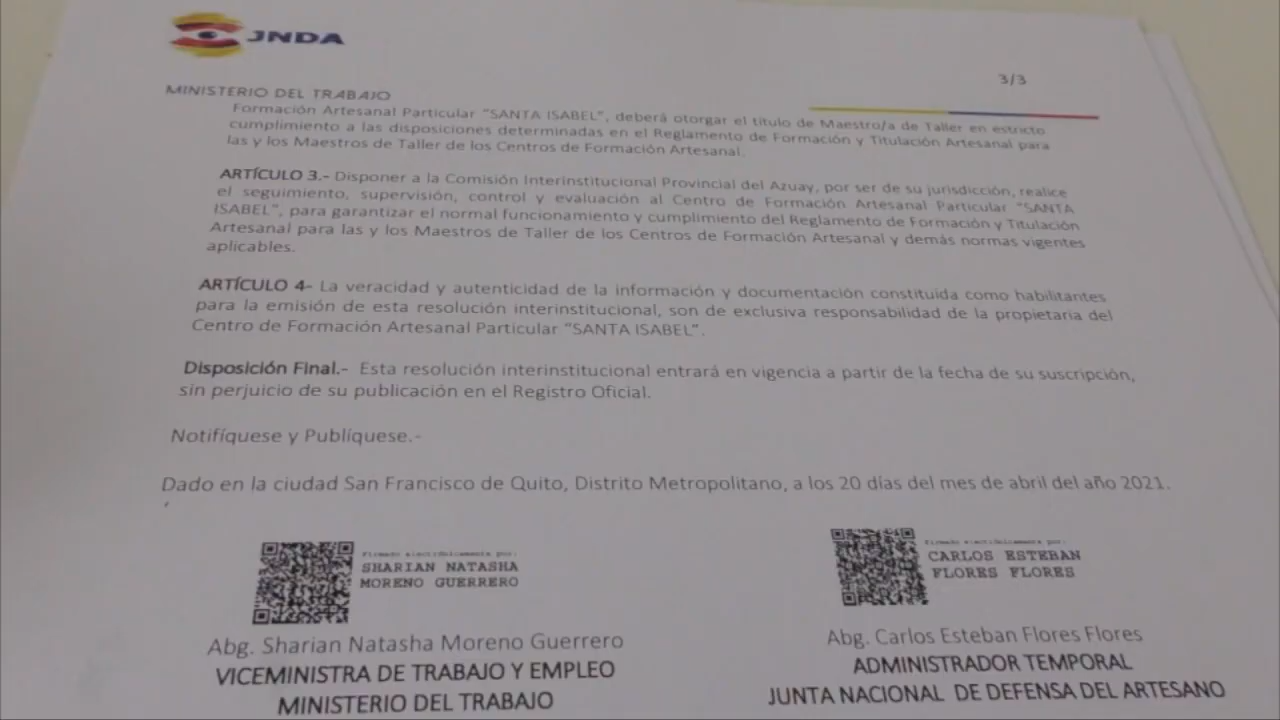 JNDA
3/3
MINISTERIO DEL TRABAJO
Formación Artesanal Particular “SANTA ISABEL”, deberá otorgar el título de Maestro/a de Taller en estricto
cumplimiento a las disposiciones determinadas en el Reglamento de Formación y Titulación Artesanal para
las y los Maestros de Taller de los Centros de Formación Artesanal.
ARTÍCULO 3.- Disponer a la Comisión Interinstitucional Provincial del Azuay, por ser de su jurisdicción, realice
el seguimiento, supervisión, control y evaluación al Centro de Formación Artesanal Particular “SANTA
ISABEL”, para garantizar el normal funcionamiento y cumplimiento del Reglamento de Formación y Titulación
Artesanal para las y los Maestros de Taller de los Centros de Formación Artesanal y demás normas vigentes
aplicables.
ARTÍCULO 4- La veracidad y autenticidad de la información y documentación constituida como habilitantes
para la emisión de esta resolución interinstitucional, son de exclusiva responsabilidad de la propietaria del
Centro de Formación Artesanal Particular “SANTA ISABEL”.
Disposición Final.- Esta resolución interinstitucional entrará en vigencia a partir de la fecha de su suscripción,
sin perjuicio de su publicación en el Registro Oficial.
Notifíquese y Publíquese.-
Dado en la ciudad San Francisco de Quito, Distrito Metropolitano, a los 20 días del mes de abril del año 2021.
Firmado electrónicamente por:
SHARIAN NATASHA
MORENO GUERRERO
Abg. Sharian Natasha Moreno Guerrero
VICEMINISTRA DE TRABAJO Y EMPLEO
MINISTERIO DEL TRABAJO
Firmado electrónicamente por:
CARLOS ESTEBAN
FLORES FLORES
Abg. Carlos Esteban Flores Flores
ADMINISTRADOR TEMPORAL
JUNTA NACIONAL DE DEFENSA DEL ARTESANO